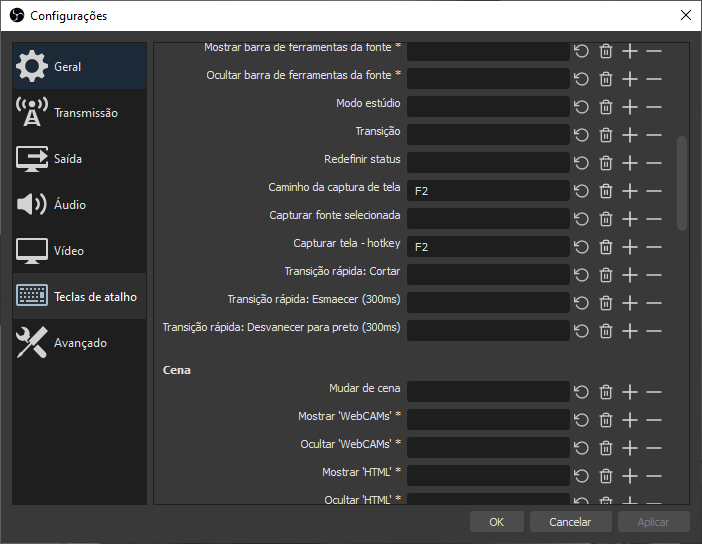 Configurações
Geral
Transmissão
Saída
Áudio
Vídeo
Teclas de atalho
Avançado
Mostrar barra de ferramentas da fonte *
Ocultar barra de ferramentas da fonte *
Modo estúdio
Transição
Redefinir status
Caminho da captura de tela F2
Capturar fonte selecionada
Capturar tela - hotkey F2
Transição rápida: Cortar
Transição rápida: Esmaecer (300ms)
Transição rápida: Desvanecer para preto (300ms)
Cena
Mudar de cena
Mostrar 'WebCAMs' *
Ocultar 'WebCAMs' *
Mostrar 'HTML' *
Ocultar 'HTML' *
OK Cancelar Aplicar